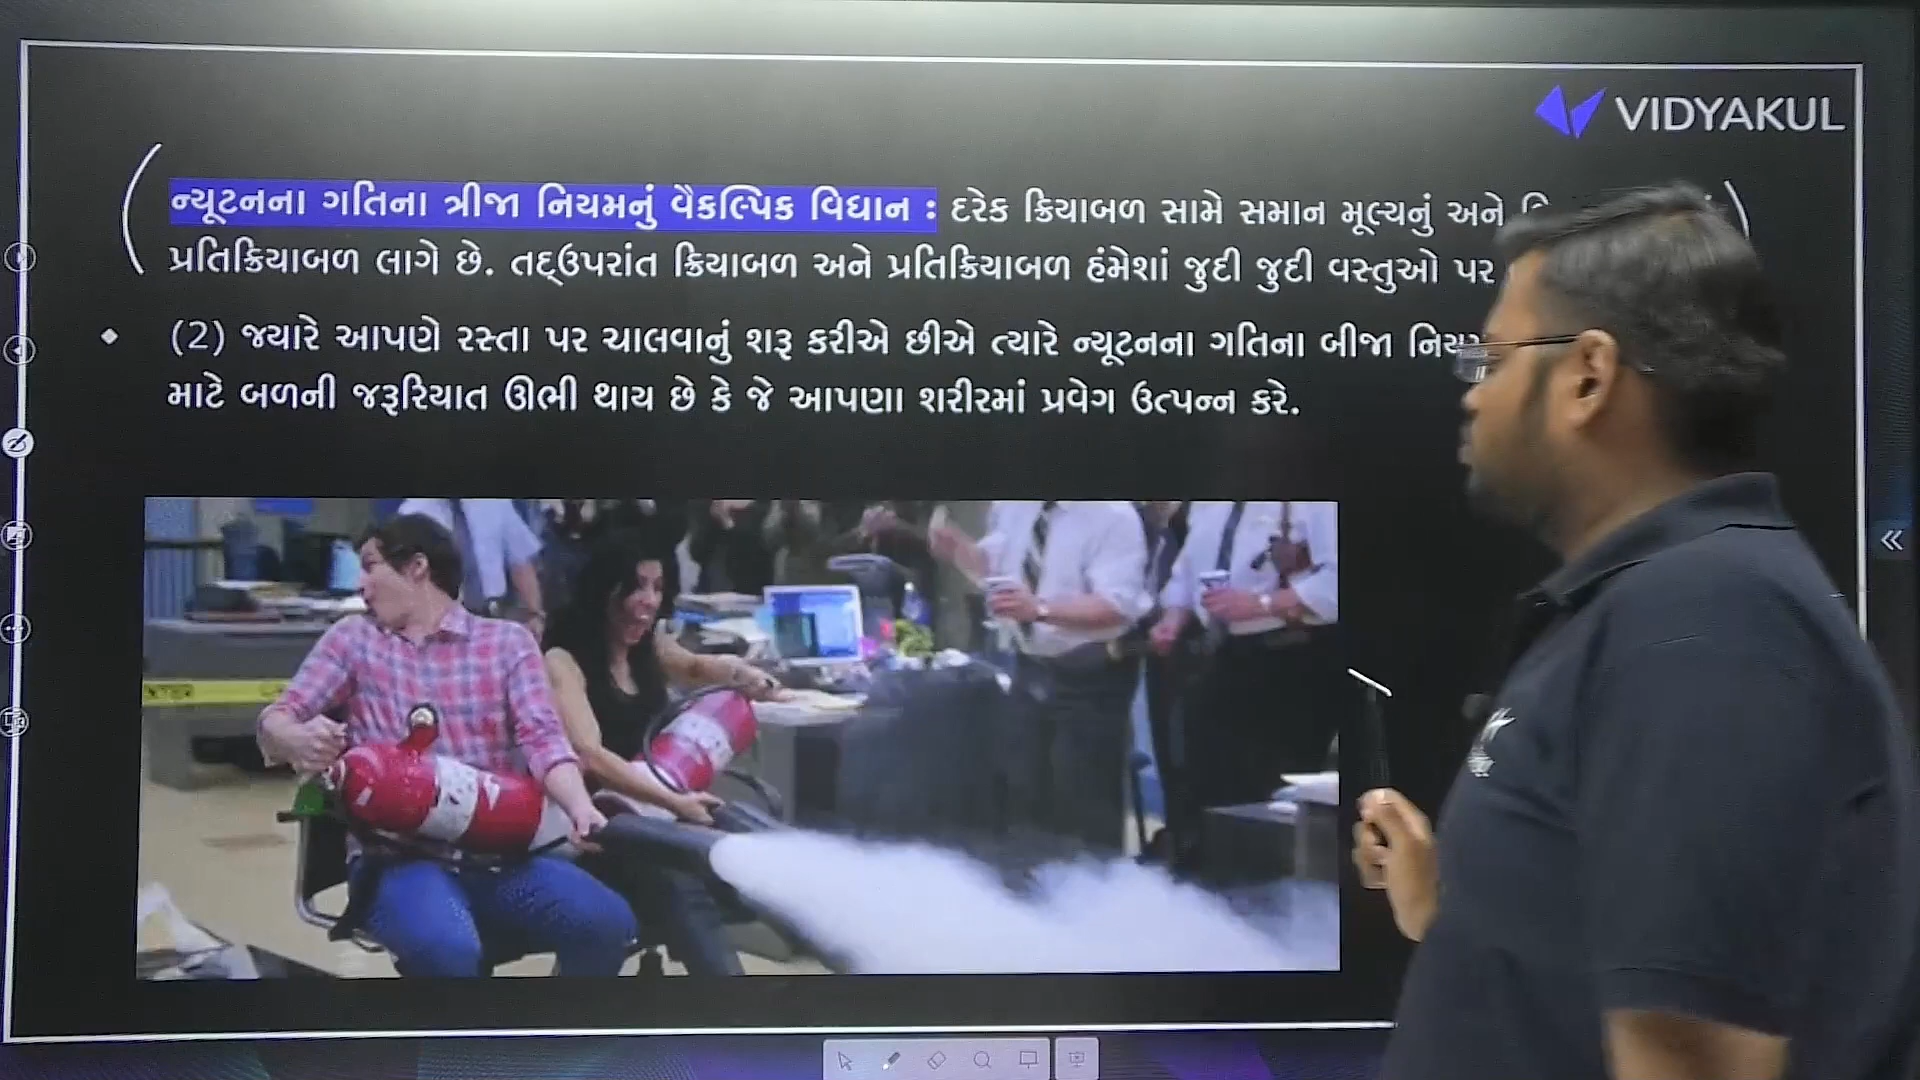 VIDYAKUL
ન્યૂટનના ગતિના ત્રીજા નિયમનું વૈકલ્પિક વિધાન : દરેક ક્રિયાબળ સામે સમાન મૂલ્યનું અને
પ્રતિક્રિયાબળ લાગે છે. તદ્ઉપરાંત ક્રિયાબળ અને પ્રતિક્રિયાબળ હંમેશાં જુદી જુદી વસ્તુઓ પર
(2) જ્યારે આપણે રસ્તા પર ચાલવાનું શરૂ કરીએ છીએ ત્યારે ન્યૂટનના ગતિના બીજા
માટે બળની જરૂરિયાત ઊભી થાય છે કે જે આપણા શરીરમાં પ્રવેગ ઉત્પન્ન કરે.